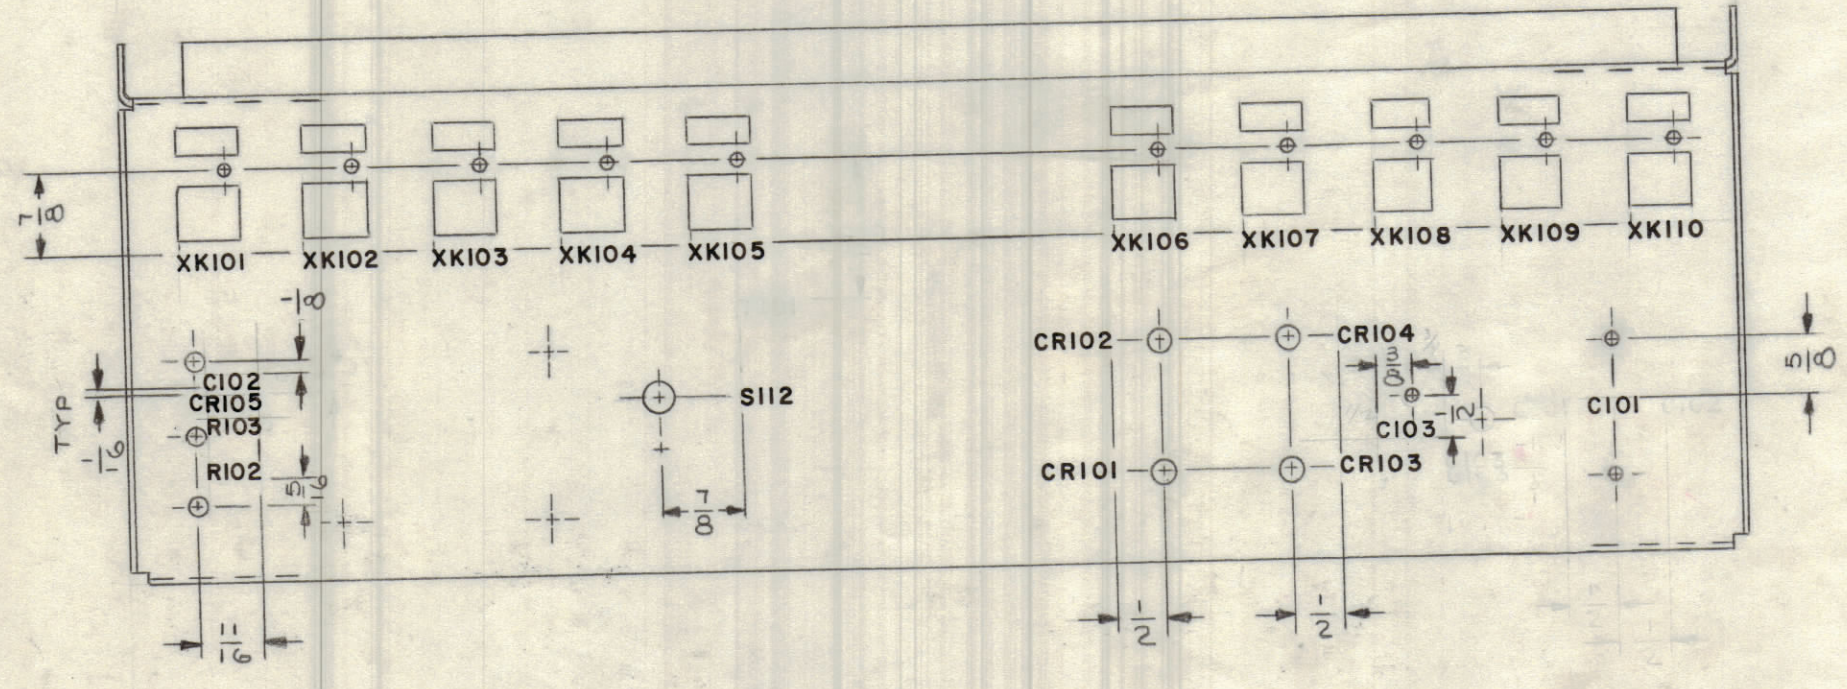 7/8
XK101 XK102 XK103 XK104 XK105 XK106 XK107 XK108 XK109 XK110
1/8
CR102 CR104
3/8
5/8
C102
CR105
TYP
1/16
S112
C101
1/2
R103
C103
R102
CR101 CR103
5/16
7/8
11/16
1/2
1/2